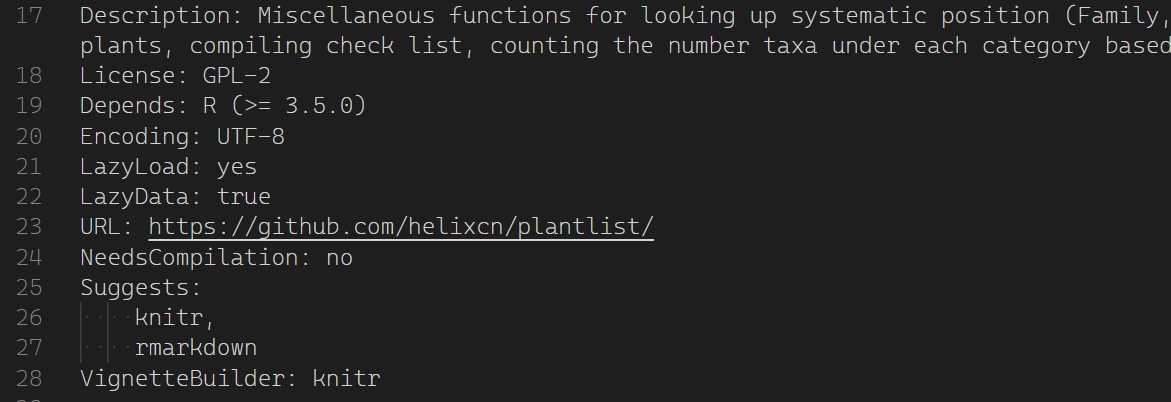 17 Description: Miscellaneous functions for looking up systematic position (Family,
plants, compiling check list, counting the number taxa under each category based
18 License: GPL-2
19 Depends: R (>= 3.5.0)
20 Encoding: UTF-8
21 LazyLoad: yes
22 LazyData: true
23 URL: https://github.com/helixcn/plantlist/
24 NeedsCompilation: no
25 Suggests:
26 knitr,
27 rmarkdown
28 VignetteBuilder: knitr